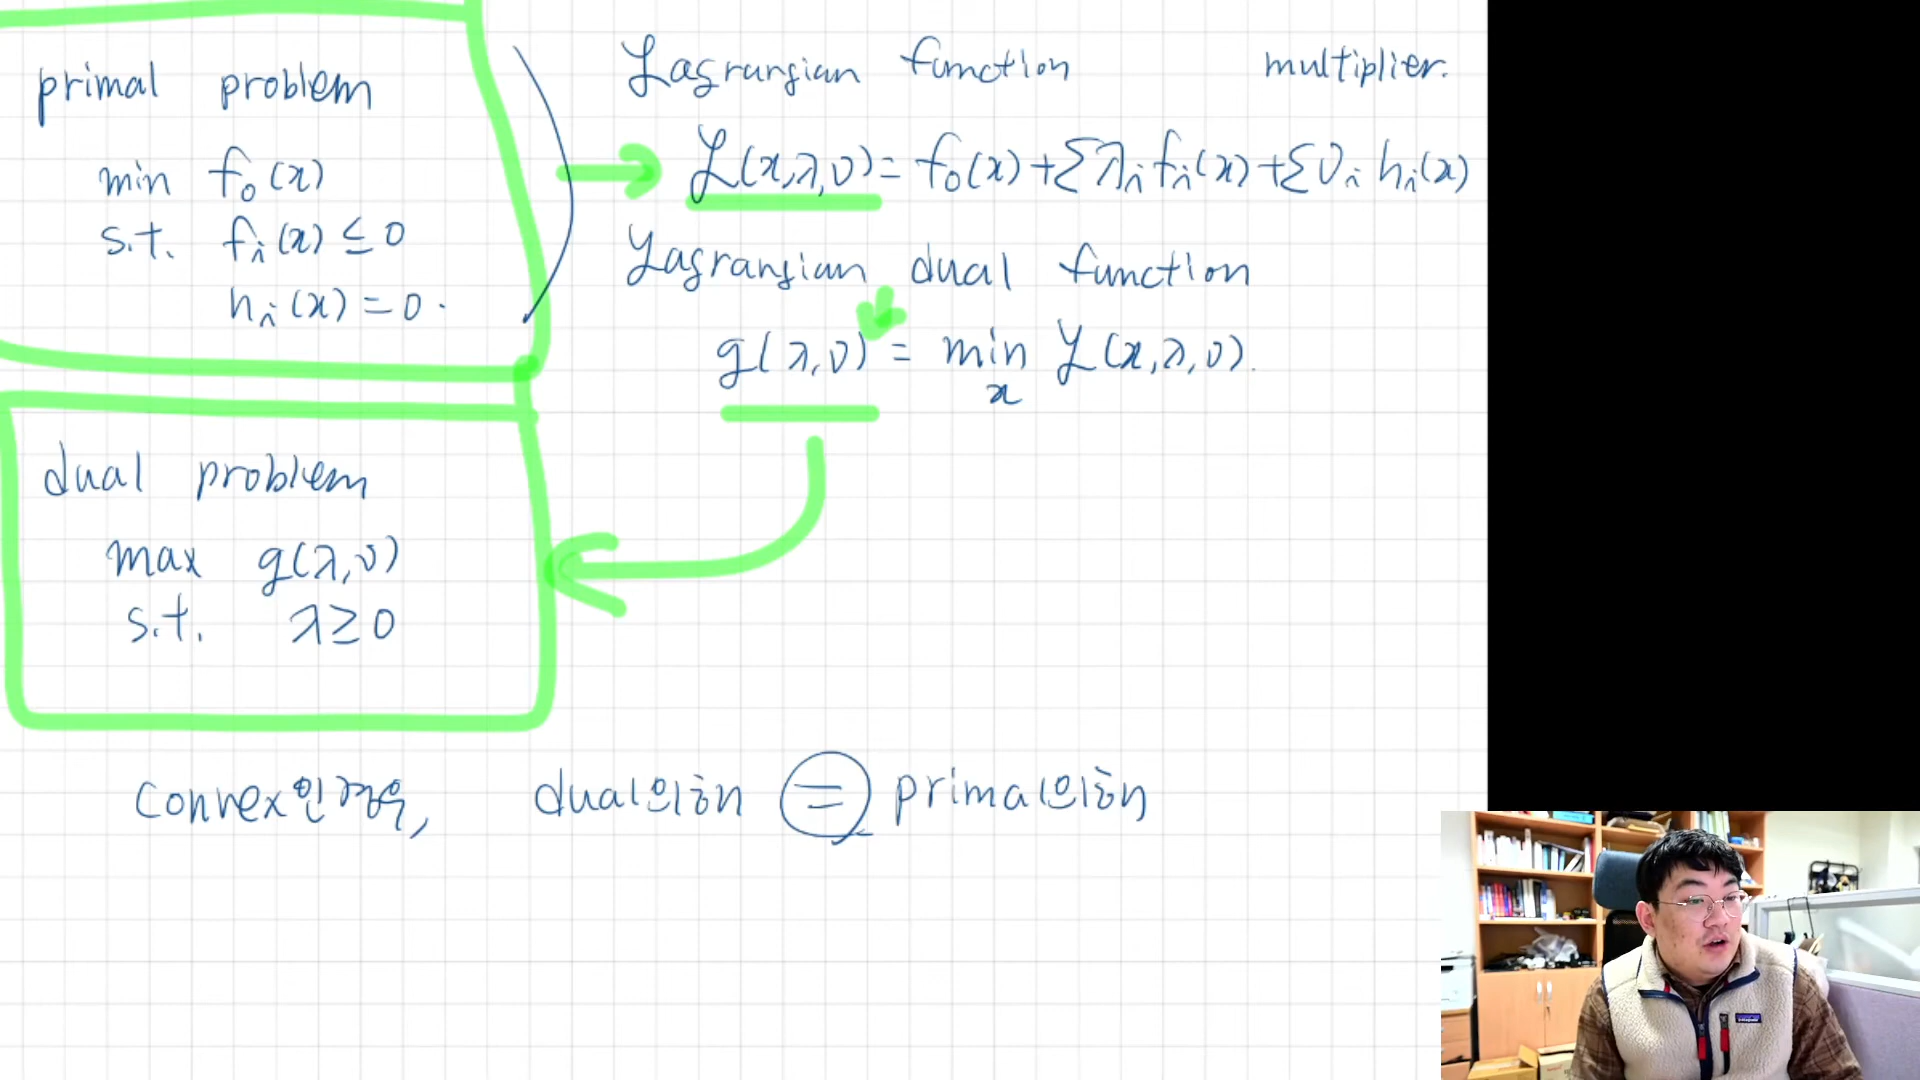 primal problem
min f₀(x)
s.t. fᵢ(x) ≤ 0
hᵢ(x) = 0.
Lagrangian function multiplier.
L(x,λ,ν) = f₀(x) + Σλᵢfᵢ(x) + Σνᵢ hᵢ(x)
Lagrangian dual function
g(λ,ν) = min L(x,λ,ν).
x
dual problem
max g(λ,ν)
s.t. λ ≥ 0
convex인 경우, dual의 해 = primal의 해